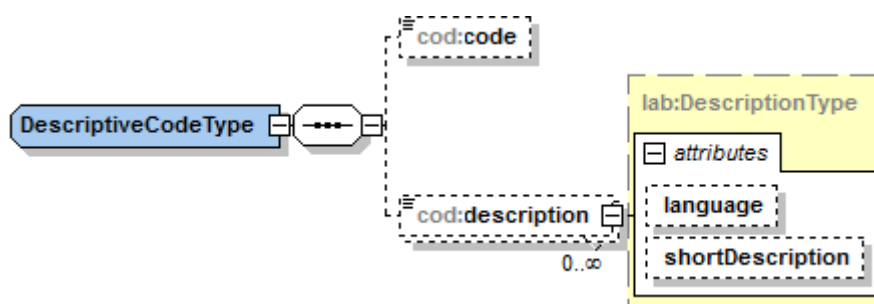 cod:code
lab:DescriptionType
DescriptiveCodeType
attributes
language
cod:description
shortDescription
0..∞